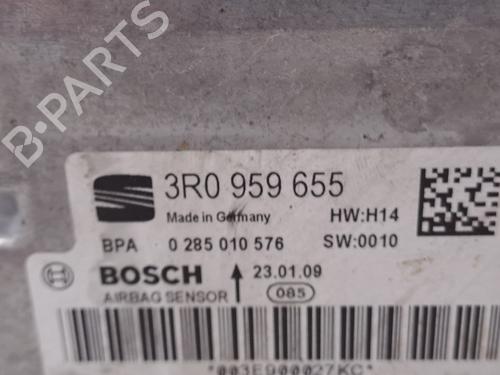 B-PARTS
3R0 959 655
Made in Germany
HW:H14
BPA 0 285 010 576 SW:0010
BOSCH 23.01.09
AIRBAG SENSOR 085
*003E900027KC*